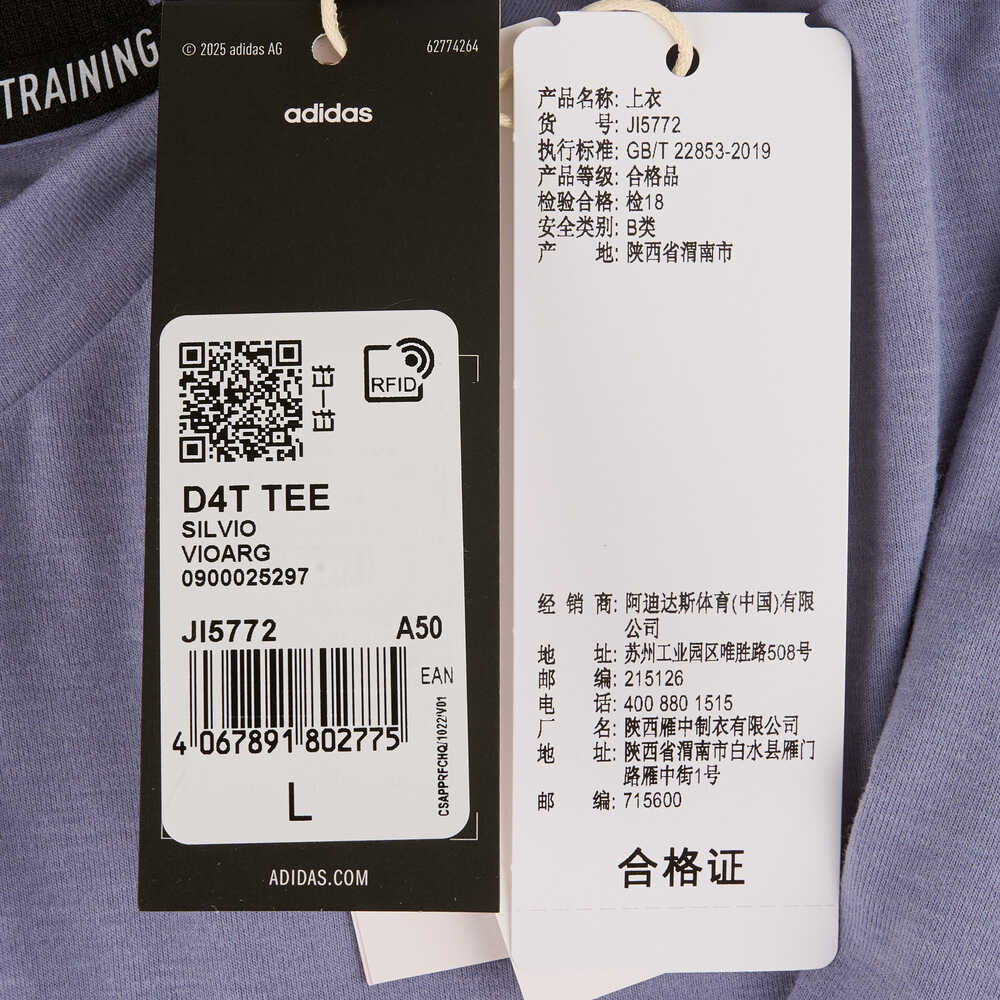 TRAINING
© 2025 adidas AG
62774264
adidas
扫一扫
RFID
D4T TEE
SILVIO
VIOARG
0900025297
JI5772
A50
EAN
4 067891 802775
CSAPPRFCHQ/1022/V01
L
ADIDAS.COM
产品名称: 上衣
货 号: JI5772
执行标准: GB/T 22853-2019
产品等级: 合格品
检验合格: 检18
安全类别: B类
产 地: 陕西省渭南市
经 销 商: 阿迪达斯体育(中国)有限
公司
地 址: 苏州工业园区唯胜路508号
邮 编: 215126
电 话: 400 880 1515
厂 名: 陕西雁中制衣有限公司
地 址: 陕西省渭南市白水县雁门
路雁中街1号
邮 编: 715600
合格证